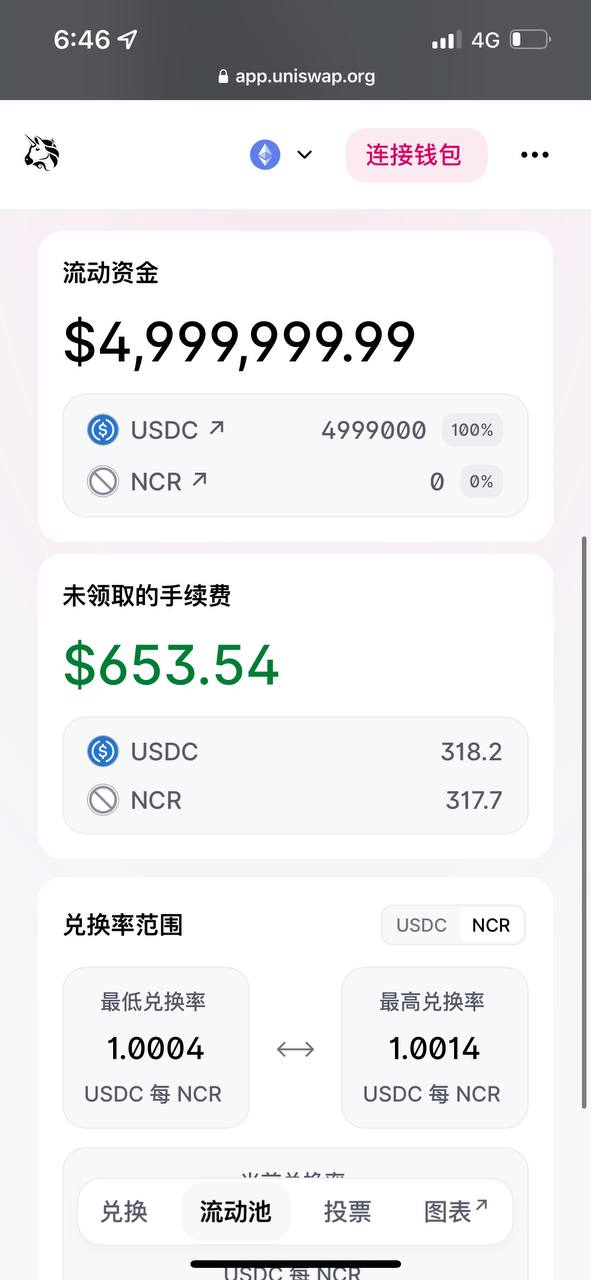 6:46
4G
app.uniswap.org
连接钱包
流动资金
$4,999,999.99
USDC 4999000 100%
NCR 0 0%
未领取的手续费
$653.54
USDC 318.2
NCR 317.7
兑换率范围
USDC NCR
最低兑换率 最高兑换率
1.0004 1.0014
USDC 每 NCR USDC 每 NCR
兑换 流动池 投票 图表
USDC 每 NCR